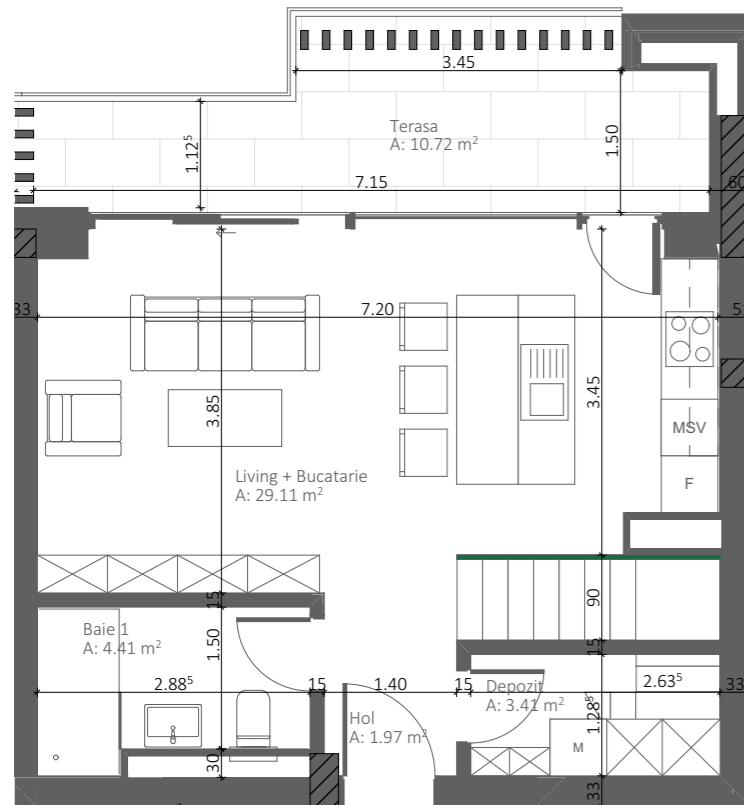 3.45
Terasa
A: 10.72 m²
1.12⁵
1.50
7.15
60
33
7.20
5
3.85
3.45
MSV
F
Living + Bucatarie
A: 29.11 m²
15
90
Baie 1
A: 4.41 m²
1.50
15
2.88⁵
15
1.40
15
Depozit
A: 3.41 m²
2.63⁵
33
1.28⁵
Hol
A: 1.97 m²
M
30
33